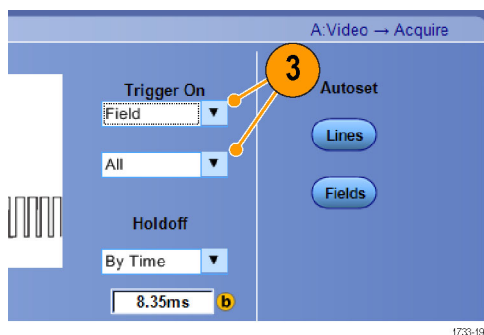 A:Video → Acquire
3
Trigger On
Autoset
Field
Lines
All
Fields
Holdoff
By Time
8.35ms
b
1733-19